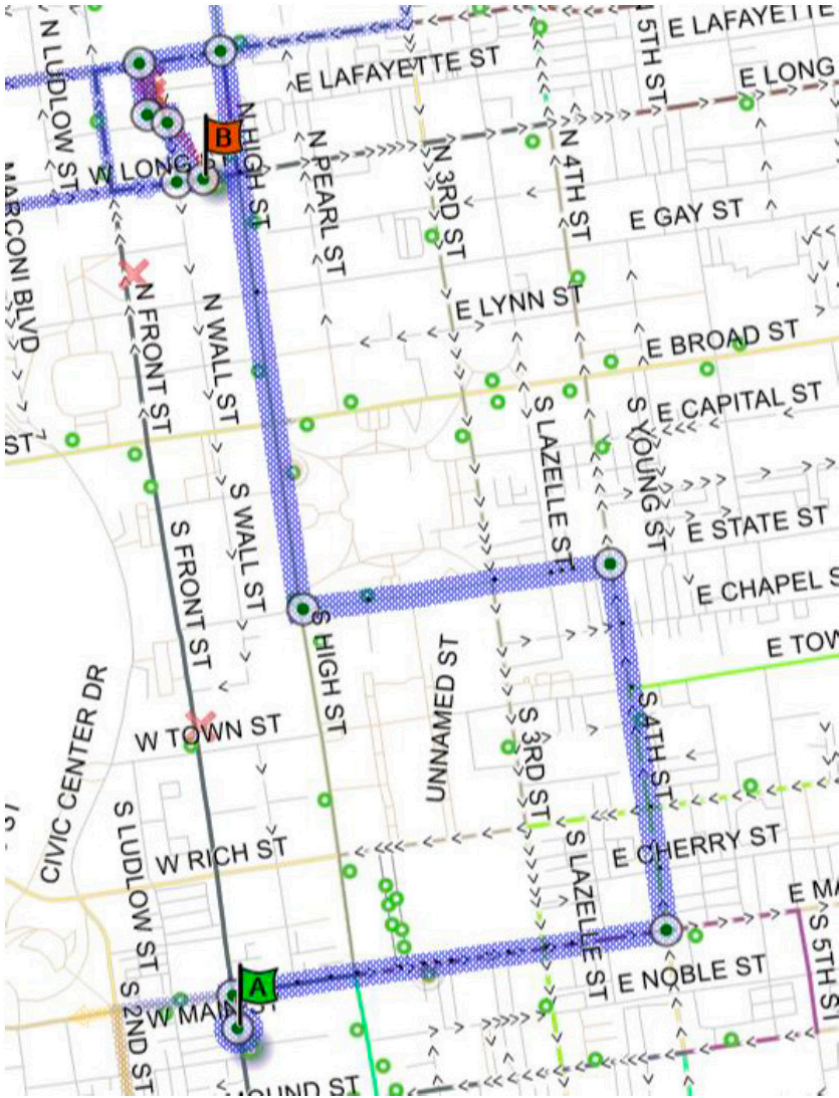 N LUDLOW ST
E LAFAYETTE ST
5TH ST
E LAFAYETTE
E LONG
B
N HIGH ST
W LONG ST
MARCONI BLVD
N PEARL ST
N 3RD ST
N 4TH ST
E GAY ST
N FRONT ST
N WALL ST
E LYNN ST
E BROAD ST
ST
E CAPITAL ST
S LAZELLE ST
S YOUNG ST
S FRONT ST
S WALL ST
E STATE ST
E CHAPEL S
S HIGH ST
UNNAMED ST
E TOW
CIVIC CENTER DR
W TOWN ST
S 3RD ST
S 4TH ST
S LUDLOW ST
W RICH ST
S LAZELLE ST
E CHERRY ST
E MA
S 5TH ST
A
S 2ND ST
W MAIN ST
E NOBLE ST
MOUND ST